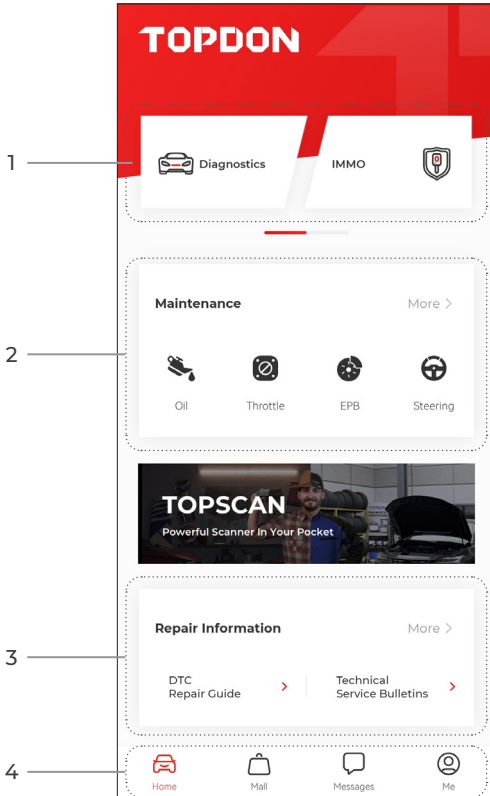 TOPDON
1
Diagnostics
IMMO
2
Maintenance
More >
Oil
Throttle
EPB
Steering
TOPSCAN
Powerful Scanner In Your Pocket
3
Repair Information
More >
DTC
Repair Guide
Technical
Service Bulletins
4
Home
Mall
Messages
Me